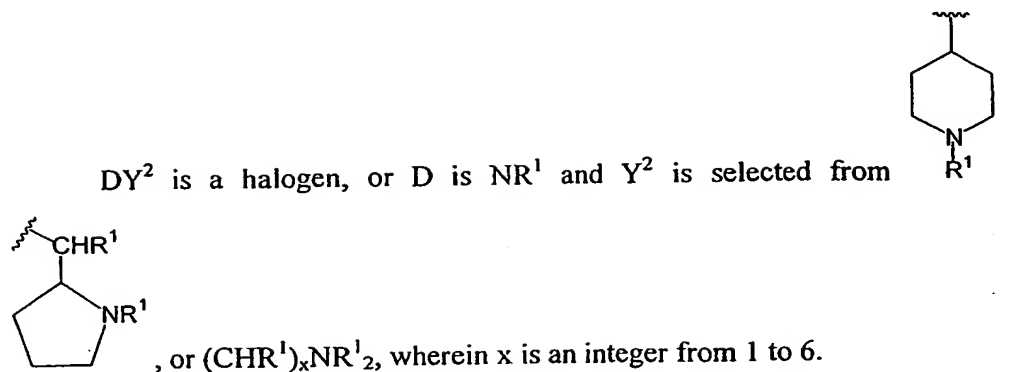 N
DY² is a halogen, or D is NR¹ and Y² is selected from R¹
CHR¹
NR¹
, or (CHR¹)ₓNR¹₂, wherein x is an integer from 1 to 6.